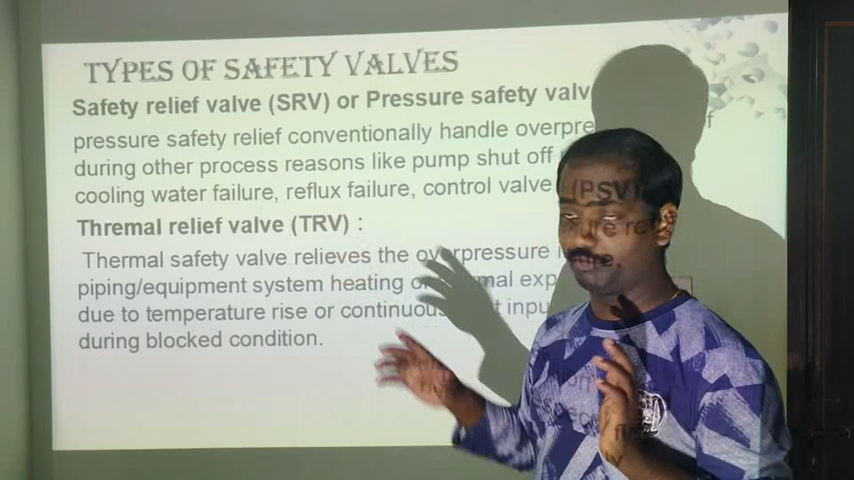 TYPES OF SAFETY VALVES
Safety relief valve (SRV) or Pressure safety valv (PSV)
pressure safety relief conventionally handle overpre
during other process reasons like pump shut off
cooling water failure, reflux failure, control valve
Thremal relief valve (TRV) :
Thermal safety valve relieves the overpressure
piping/equipment system heating
due to temperature rise or continuous
during blocked condition.